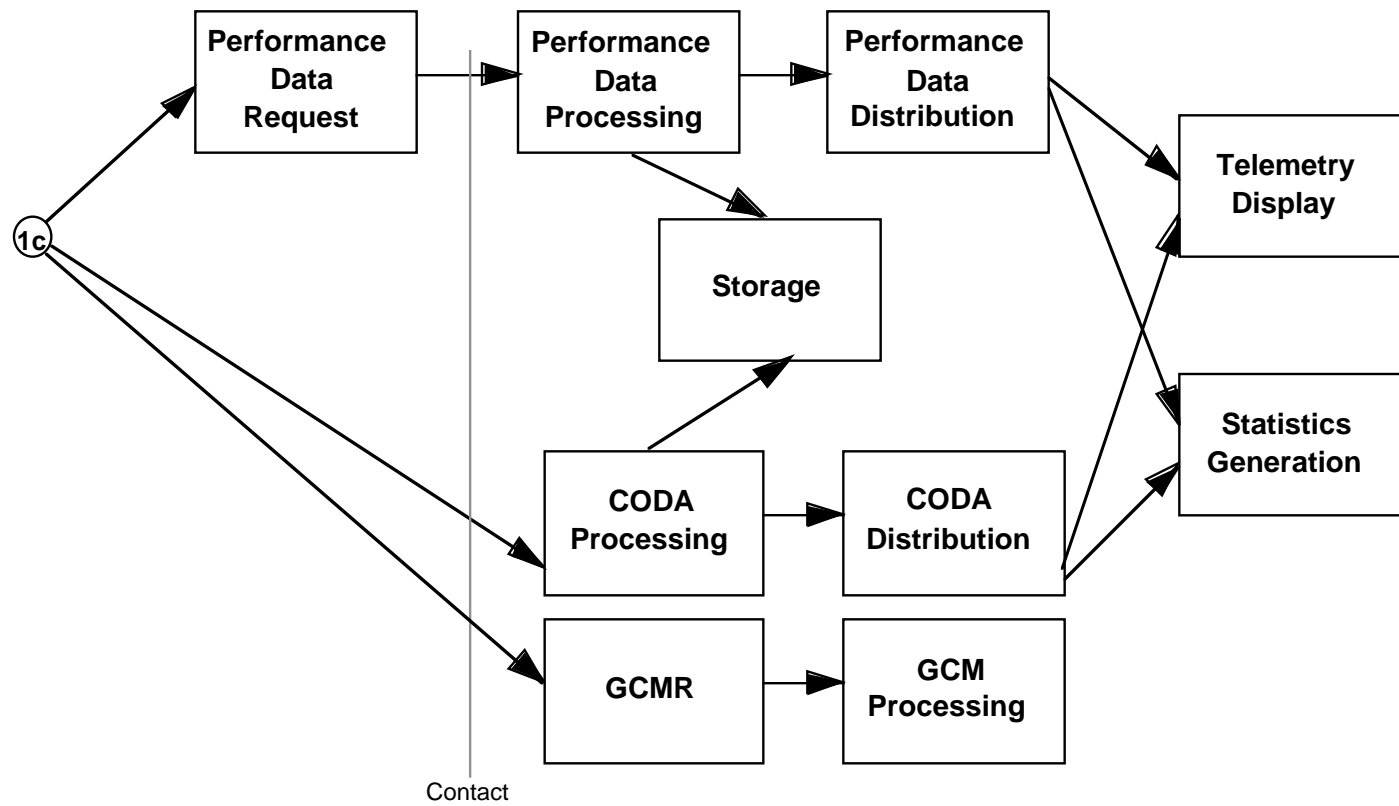 Performance
Data
Request
Performance
Data
Processing
Performance
Data
Distribution
Telemetry
Display
1c
Storage
Statistics
Generation
CODA
Processing
CODA
Distribution
GCMR
GCM
Processing
Contact